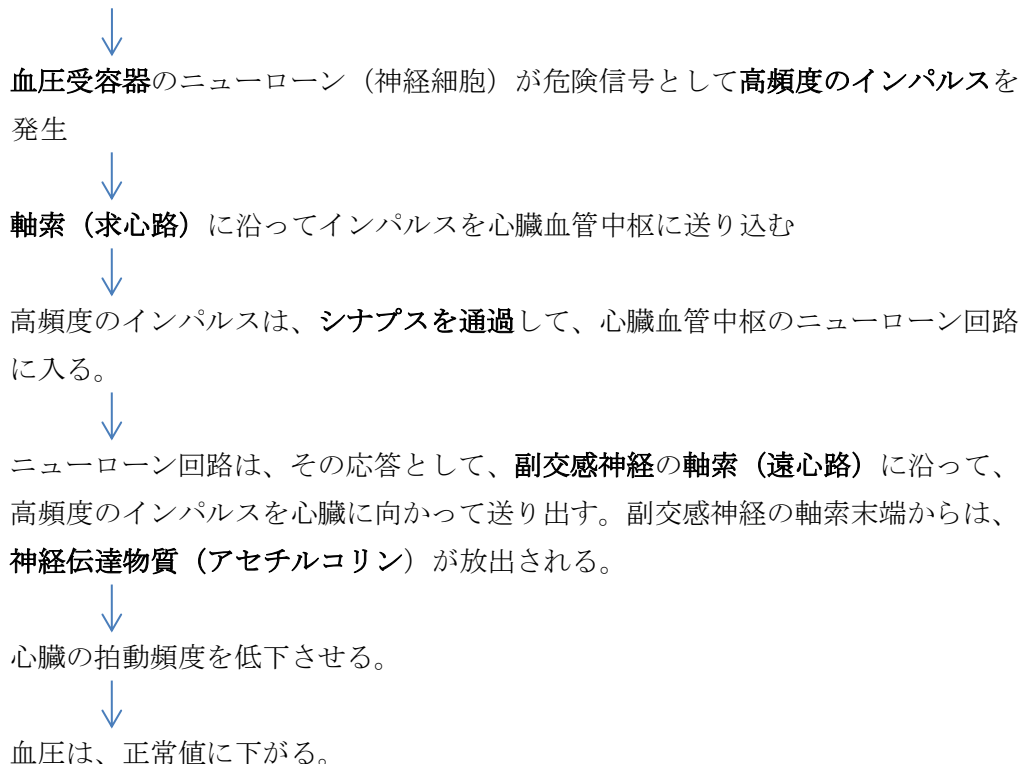 血圧受容器のニューローン（神経細胞）が危険信号として高頻度のインパルスを
発生
軸索（求心路）に沿ってインパルスを心臓血管中枢に送り込む
高頻度のインパルスは、シナプスを通過して、心臓血管中枢のニューローン回路
に入る。
ニューローン回路は、その応答として、副交感神経の軸索（遠心路）に沿って、
高頻度のインパルスを心臓に向かって送り出す。副交感神経の軸索末端からは、
神経伝達物質（アセチルコリン）が放出される。
心臓の拍動頻度を低下させる。
血圧は、正常値に下がる。